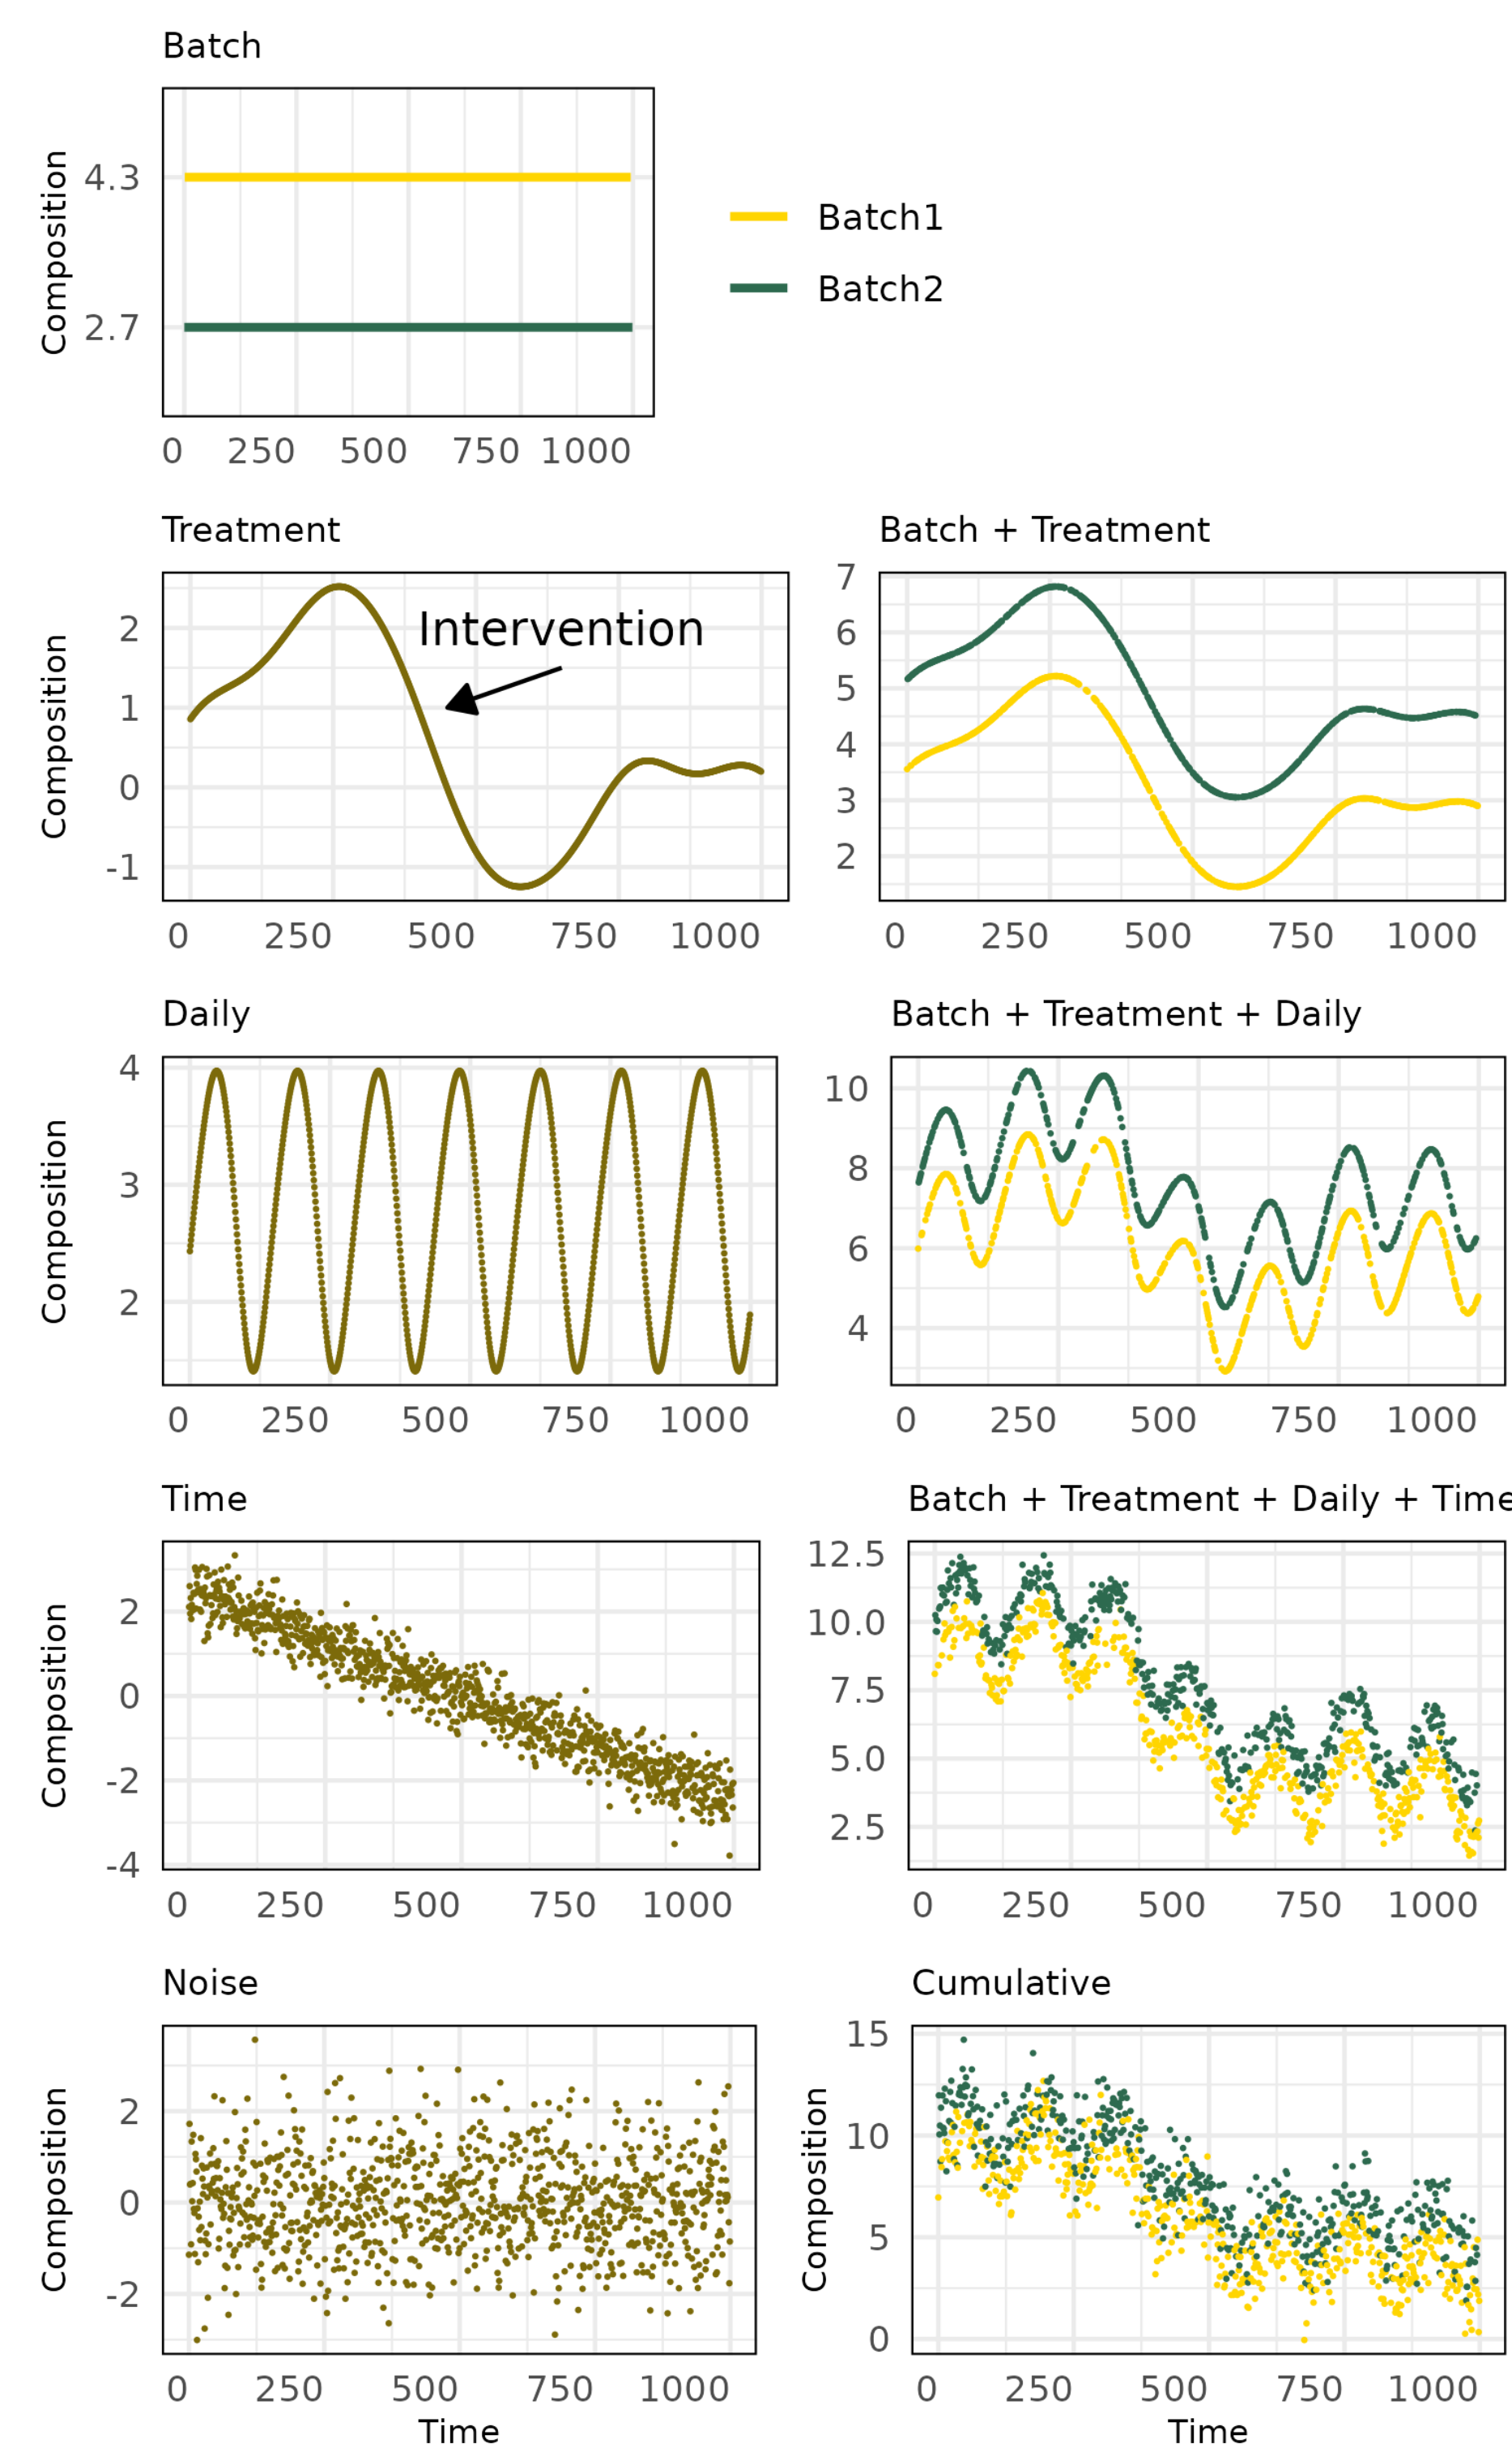 Batch
Composition
4.3
2.7
0 250 500 750 1000
Batch1
Batch2
Treatment
Composition
2
1
0
-1
Intervention
0 250 500 750 1000
Batch + Treatment
7
6
5
4
3
2
0 250 500 750 1000
Daily
Composition
4
3
2
0 250 500 750 1000
Batch + Treatment + Daily
10
8
6
4
0 250 500 750 1000
Time
Composition
2
0
-2
-4
0 250 500 750 1000
Batch + Treatment + Daily + Time
12.5
10.0
7.5
5.0
2.5
0 250 500 750 1000
Noise
Composition
2
0
-2
0 250 500 750 1000
Time
Cumulative
Composition
15
10
5
0
0 250 500 750 1000
Time